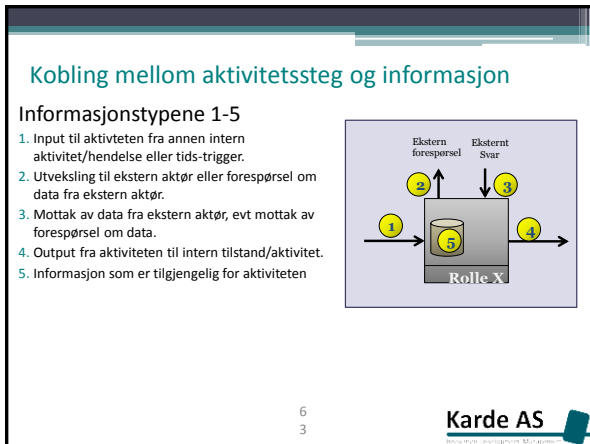 Kobling mellom aktivitetssteg og informasjon
Informasjonstypene 1-5
1. Input til aktivteten fra annen intern
aktivitet/hendelse eller tids-trigger.
2. Utveksling til ekstern aktør eller forespørsel om
data fra ekstern aktør.
3. Mottak av data fra ekstern aktør, evt mottak av
forespørsel om data.
4. Output fra aktiviteten til intern tilstand/aktivitet.
5. Informasjon som er tilgjengelig for aktiviteten
Ekstern
forespørsel
Eksternt
Svar
2
3
1
5
4
Rolle X
6
3
Karde AS